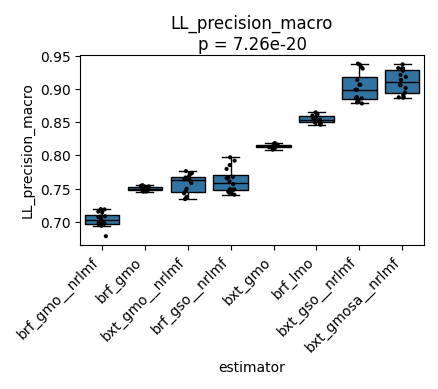 LL_precision_macro
p = 7.26e-20
LL_precision_macro
0.95
0.90
0.85
0.80
0.75
0.70
brf_gmo__nrlmf
brf_gmo
bxt_gmo__nrlmf
brf_gso__nrlmf
bxt_gmo
brf_lmo
bxt_gso__nrlmf
bxt_gmosa__nrlmf
estimator